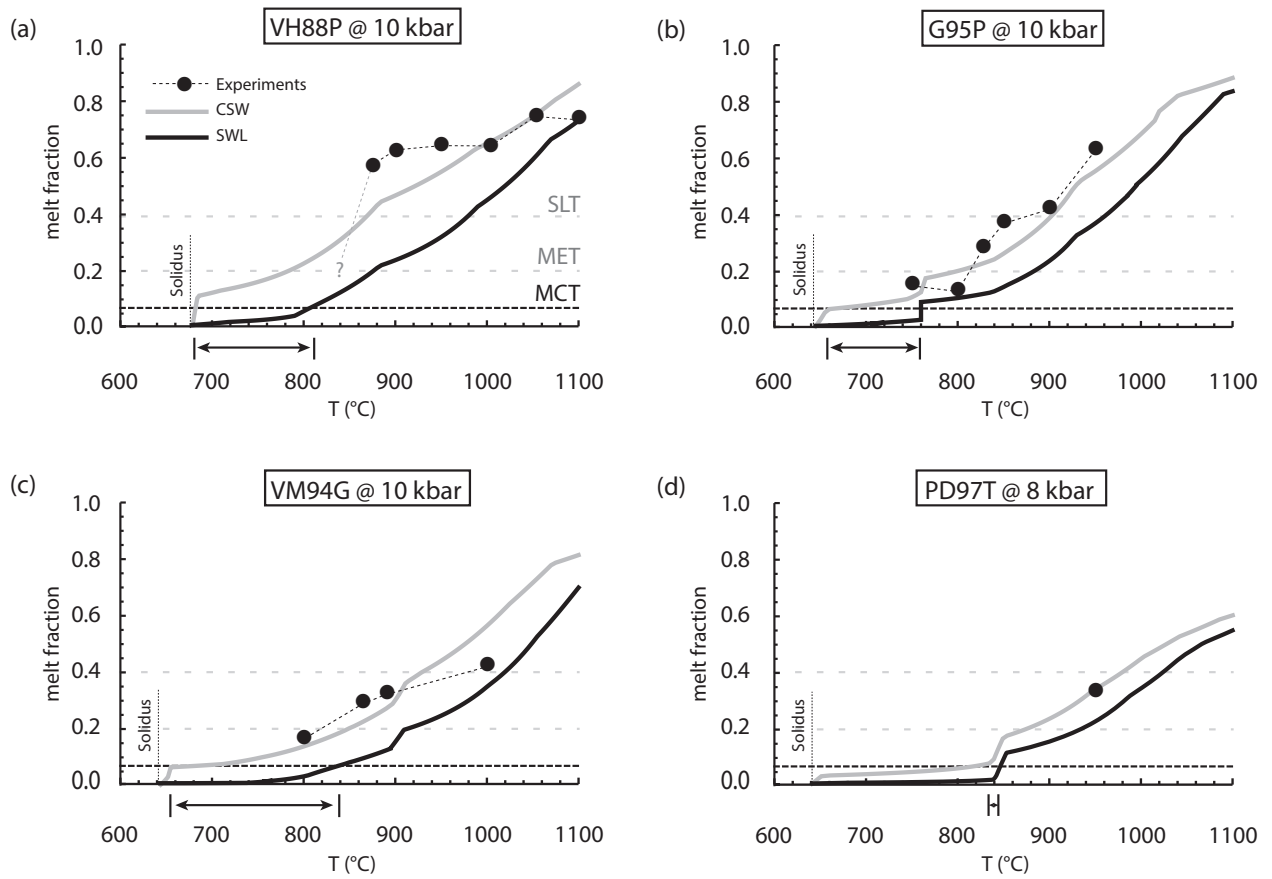 (a)
VH88P @ 10 kbar
1.0
0.8
0.6
0.4
0.2
0.0
melt fraction
Experiments
CSW
SWL
Solidus
?
SLT
MET
MCT
600 700 800 900 1000 1100
T (°C)
(b)
G95P @ 10 kbar
1.0
0.8
0.6
0.4
0.2
0.0
melt fraction
Solidus
600 700 800 900 1000 1100
T (°C)
(c)
VM94G @ 10 kbar
1.0
0.8
0.6
0.4
0.2
0.0
melt fraction
Solidus
600 700 800 900 1000 1100
T (°C)
(d)
PD97T @ 8 kbar
1.0
0.8
0.6
0.4
0.2
0.0
melt fraction
Solidus
600 700 800 900 1000 1100
T (°C)